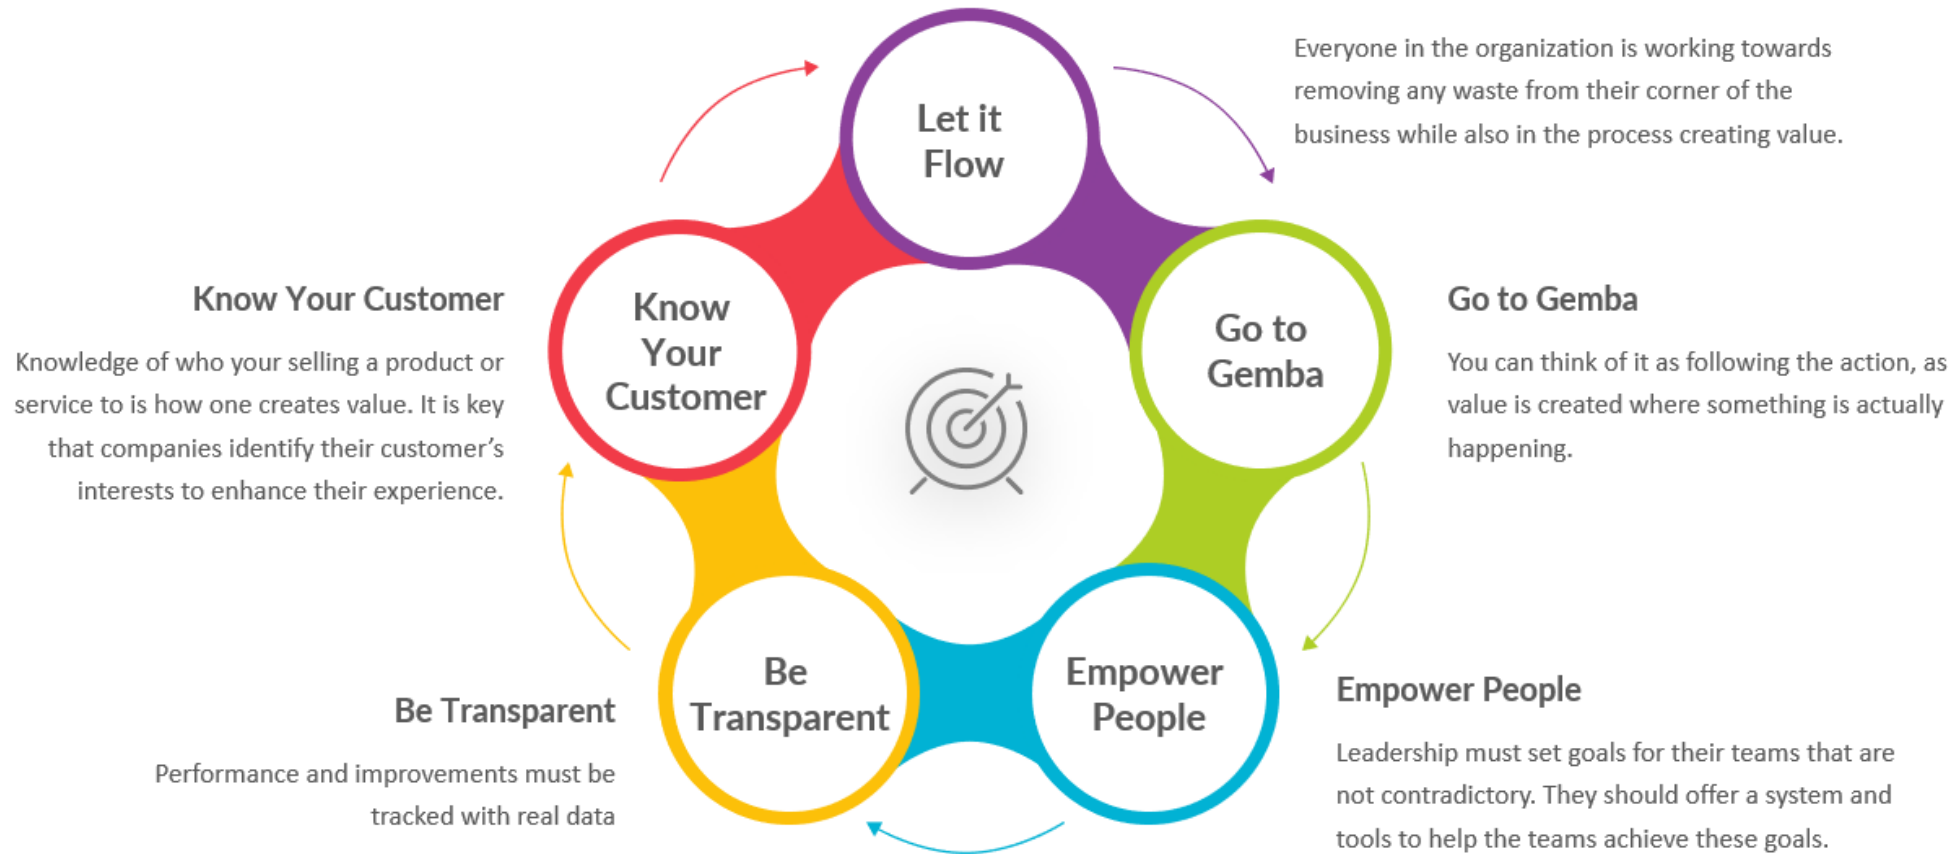 Let it
Flow
Everyone in the organization is working towards
removing any waste from their corner of the
business while also in the process creating value.
Know
Your
Customer
Know Your Customer
Knowledge of who your selling a product or
service to is how one creates value. It is key
that companies identify their customer’s
interests to enhance their experience.
Go to
Gemba
Go to Gemba
You can think of it as following the action, as
value is created where something is actually
happening.
Be
Transparent
Be Transparent
Performance and improvements must be
tracked with real data
Empower
People
Empower People
Leadership must set goals for their teams that are
not contradictory. They should offer a system and
tools to help the teams achieve these goals.